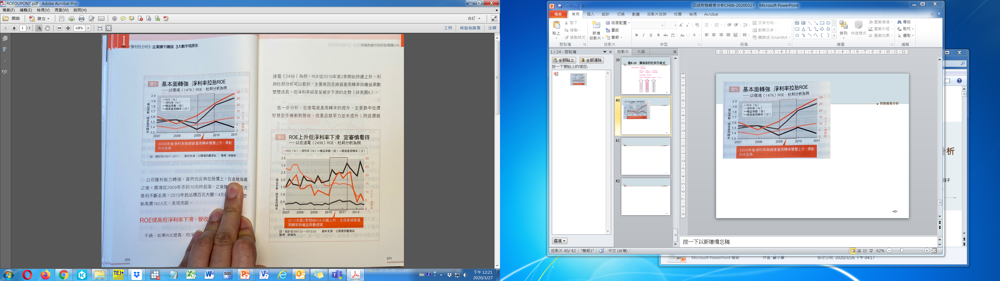 ROEDUPONT.pdf - Adobe Acrobat Pro
檔案(F) 編輯(E) 檢視(V) 視窗(W) 說明(H)
開啟 建立 自訂
1 / 3 128% 工具 填寫和簽署 注釋
Part 1 獲利性分析》企業賺不賺錢 3大數字現原形
圖5 基本面轉強 淨利率拉抬ROE
——以儒鴻（1476）ROE、杜邦分析為例
ROE（%）
淨利率（%）
權益乘數（倍）
總資產周轉率（次）
權益乘數、總資產周轉率
ROE、淨利率
2.0 1.9 1.8 1.7 1.6 1.5 1.4 1.3
30 25 20 15 10 5 0
2007 2008 2009 2010 2011
2009年後淨利率與總資產周轉率雙雙上升，帶動
ROE走高
註：統計自2007～2011 資料來源：公開資訊觀測站 整理：財報狗
公司獲利能力轉強，當然也反映在股價上，在金融海嘯
之後，儒鴻從2009年不到10元時起漲，之後隨 面改
善而不斷走高，2013年起站穩百元大關，4月 史
新高價142.5元，表現亮眼。
ROE提高但淨利率下滑，營收
不過，如果ROE提高，但淨
070
財報狗教你挖好股穩賺20%
達電（2498）為例，ROE從2010年第2季開始持續上升，利
用杜邦分析可以看到，主要原因是總資產周轉率與權益乘數
雙雙成長，但淨利率卻是呈緩步下滑的走勢（詳見圖6）。
進一步分析，宏達電資產周轉率的提升，主要靠中低價
智慧型手機衝刺營收，但產品競爭力並未提升；而低價競
圖6 ROE上升但淨利率下滑 宜審慎看待
——以宏達電（2498）ROE、杜邦分析為例
ROE（%） 淨利率（%） 權益乘數（倍） 總資產周轉率（次）
權益乘數、總資產周轉率
ROE、淨利率
3.5 3.0 2.5 2.0 1.5 1.0 0.5 0
30 25 20 15 10 5 0
2007 2008 2009 2010 2011 2012
2010年第2季開始ROE大幅上升，主因是總資產
周轉率與權益乘數提高
註：統計自2007.Q1～2012.Q3 資料來源：公開資訊觀測站
整理：財報狗
071
下午 12:21
2020/3/27
四版財務報表分析CH06-20200327 - Microsoft PowerPoint
檔案 常用 插入 設計 切換 動畫 投影片放映 校閱 檢視 Acrobat
貼上 剪下 複製 複製格式 剪貼簿
新增投影片 版面配置 重設 章節 投影片
字型
文字方向 對齊文字 轉換成 SmartArt 段落
排列 快速樣式 圖案填滿 圖案外框 圖案效果 繪圖
尋找 取代 選取 編輯
1 / 24 - 剪貼簿
全部貼上 全部清除
按一下要貼上的項目:
選項
投影片 大綱
39
圖6-10 擴張版的杜邦方程式
40
41
42
基本面轉強 淨利率拉抬ROE
——以儒鴻（1476）ROE、杜邦分析為例
ROE（%）
淨利率（%）
權益乘數（倍）
總資產周轉率（次）
2007 2008 2009 2010 2011
2009年後淨利率與總資產周轉率雙雙上升，帶動
ROE走高
財務報表分析
40
按一下以新增備忘稿
投影片 40/ 42 "簡報1" 中文 (台灣) 62%
Microsoft PowerPoint 簡報 作者: 蘇小華 修改日期: 2020/3/26 下午 04:17